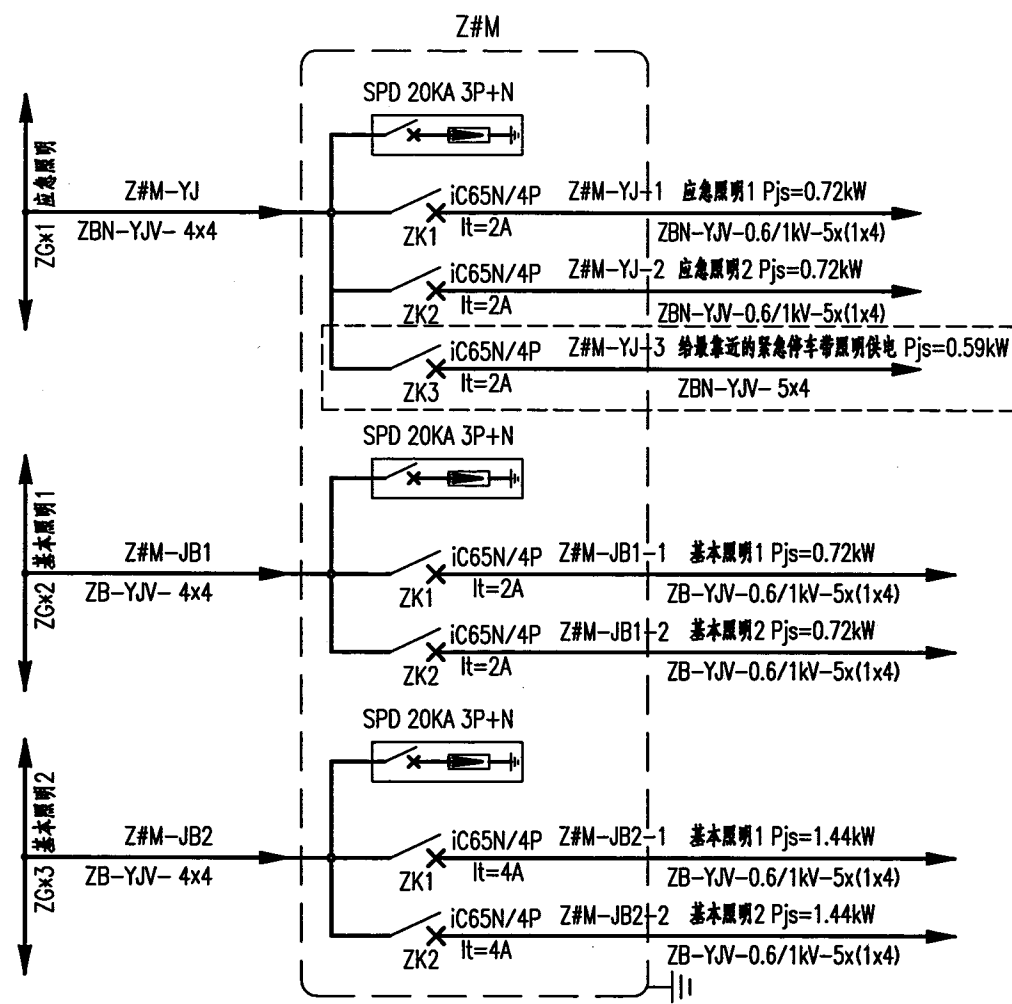 Z#M
SPD 20KA 3P+N
ZG*1 应急照明
Z#M-YJ
ZBN-YJV- 4x4
iC65N/4P
ZK1 It=2A
Z#M-YJ-1 应急照明1 Pjs=0.72kW
ZBN-YJV-0.6/1kV-5x(1x4)
iC65N/4P
ZK2 It=2A
Z#M-YJ-2 应急照明2 Pjs=0.72kW
ZBN-YJV-0.6/1kV-5x(1x4)
iC65N/4P
ZK3 It=2A
Z#M-YJ-3 给最靠近的紧急停车带照明供电 Pjs=0.59kW
ZBN-YJV- 5x4
SPD 20KA 3P+N
ZG*2 基本照明1
Z#M-JB1
ZB-YJV- 4x4
iC65N/4P
ZK1 It=2A
Z#M-JB1-1 基本照明1 Pjs=0.72kW
ZB-YJV-0.6/1kV-5x(1x4)
iC65N/4P
ZK2 It=2A
Z#M-JB1-2 基本照明2 Pjs=0.72kW
ZB-YJV-0.6/1kV-5x(1x4)
SPD 20KA 3P+N
ZG*3 基本照明2
Z#M-JB2
ZB-YJV- 4x4
iC65N/4P
ZK1 It=4A
Z#M-JB2-1 基本照明1 Pjs=1.44kW
ZB-YJV-0.6/1kV-5x(1x4)
iC65N/4P
ZK2 It=4A
Z#M-JB2-2 基本照明2 Pjs=1.44kW
ZB-YJV-0.6/1kV-5x(1x4)